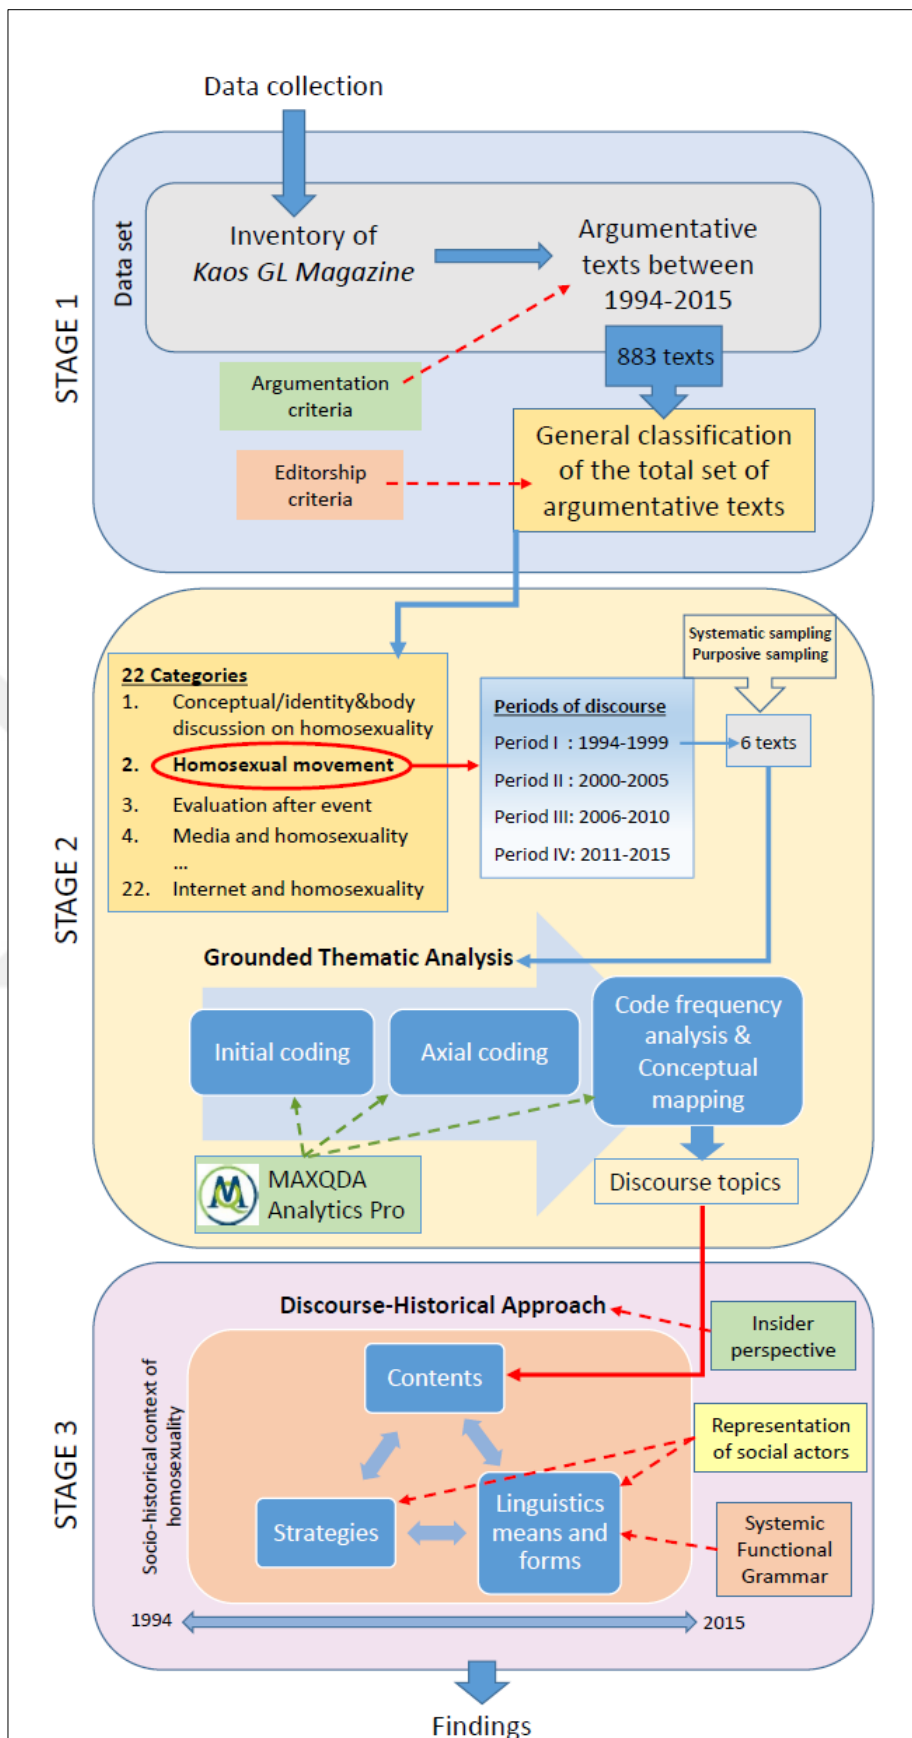 Data collection
STAGE 1
Data set
Inventory of
Kaos GL Magazine
Argumentative
texts between
1994-2015
883 texts
Argumentation
criteria
General classification
of the total set of
argumentative texts
Editorship
criteria
STAGE 2
Systematic sampling
Purposive sampling
22 Categories
1. Conceptual/identity&body
discussion on homosexuality
2. Homosexual movement
3. Evaluation after event
4. Media and homosexuality
...
22. Internet and homosexuality
Periods of discourse
Period I : 1994-1999
Period II : 2000-2005
Period III: 2006-2010
Period IV: 2011-2015
6 texts
Grounded Thematic Analysis
Initial coding
Axial coding
Code frequency
analysis &
Conceptual
mapping
MAXQDA
Analytics Pro
Discourse topics
STAGE 3
Discourse-Historical Approach
Insider
perspective
Socio-historical context of
homosexuality
Contents
Representation
of social actors
Strategies
Linguistics
means and
forms
Systemic
Functional
Grammar
1994
2015
Findings